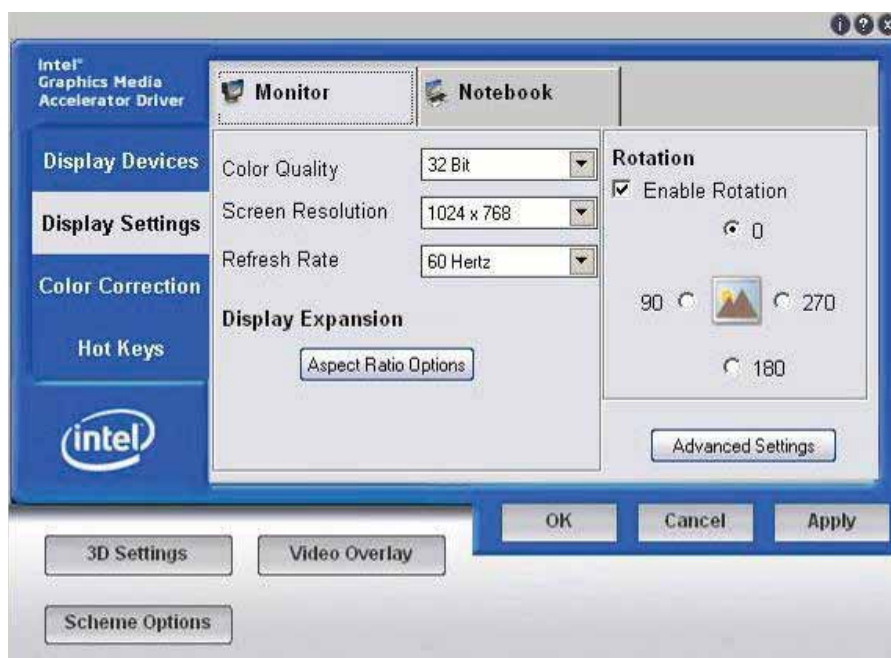 Intel®
Graphics Media
Accelerator Driver
Monitor
Notebook
Display Devices
Display Settings
Color Correction
Hot Keys
intel
Color Quality
32 Bit
Screen Resolution
1024 x 768
Refresh Rate
60 Hertz
Display Expansion
Aspect Ratio Options
Rotation
Enable Rotation
0
90
270
180
Advanced Settings
OK
Cancel
Apply
3D Settings
Video Overlay
Scheme Options